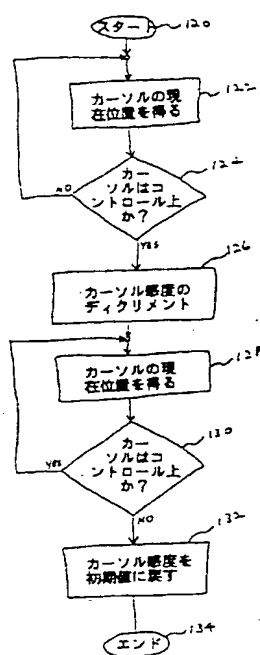 スタート
120
カーソルの現
在位置を得る
122
カー
ソルはコ
ントロール上
か?
124
NO
YES
カーソル感度の
ディクリメント
126
カーソルの現
在位置を得る
128
カー
ソルはコ
ントロール上
か?
130
YES
NO
カーソル感度を
初期値に戻す
132
エンド
134